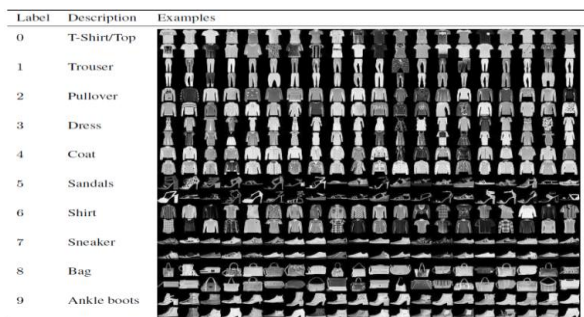 Label Description Examples
0 T-Shirt/Top
1 Trouser
2 Pullover
3 Dress
4 Coat
5 Sandals
6 Shirt
7 Sneaker
8 Bag
9 Ankle boots